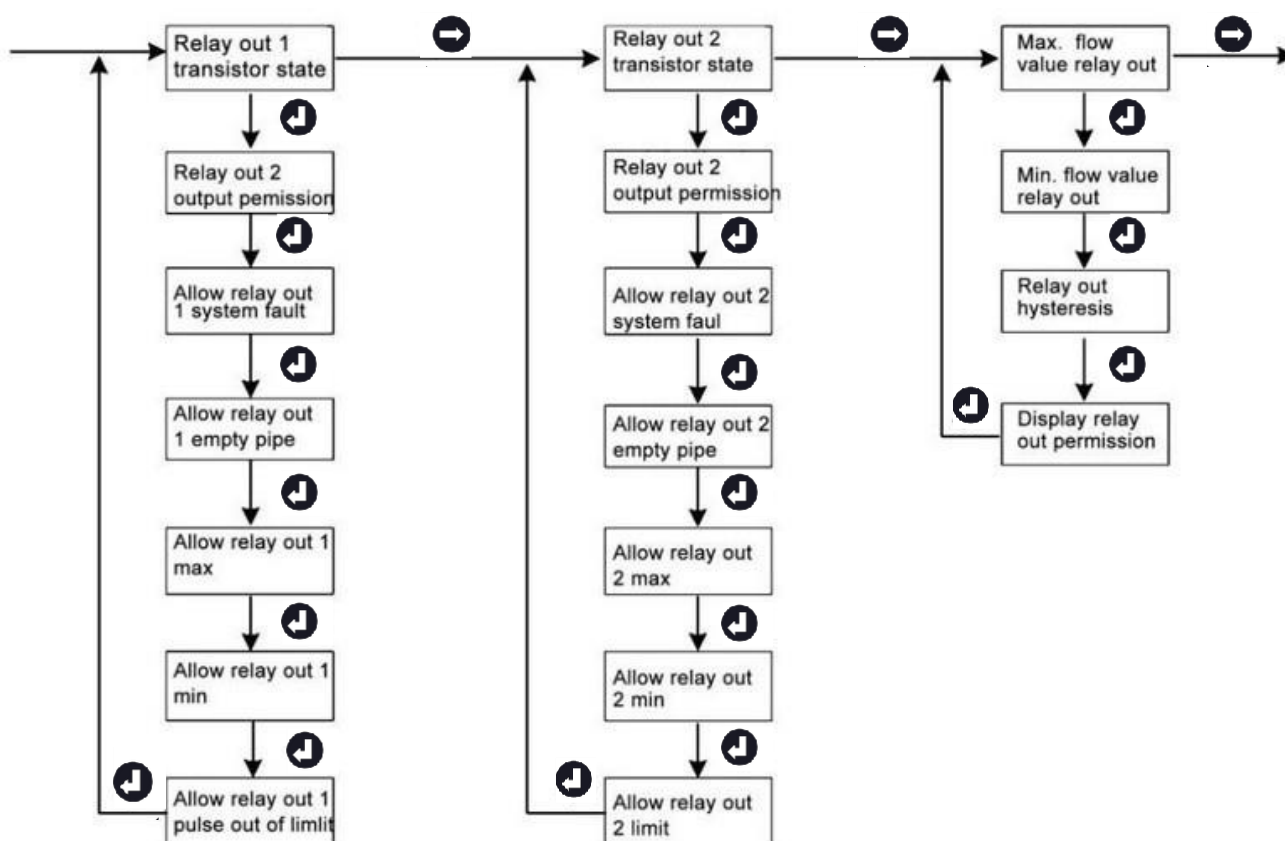 Relay out 1
transistor state
Relay out 2
output pemission
Allow relay out
1 system fault
Allow relay out
1 empty pipe
Allow relay out 1
max
Allow relay out 1
min
Allow relay out 1
pulse out of limlit
Relay out 2
transistor state
Relay out 2
output permission
Allow relay out 2
system faul
Allow relay out 2
empty pipe
Allow relay out
2 max
Allow relay out
2 min
Allow relay out
2 limit
Max. flow
value relay out
Min. flow value
relay out
Relay out
hysteresis
Display relay
out permission